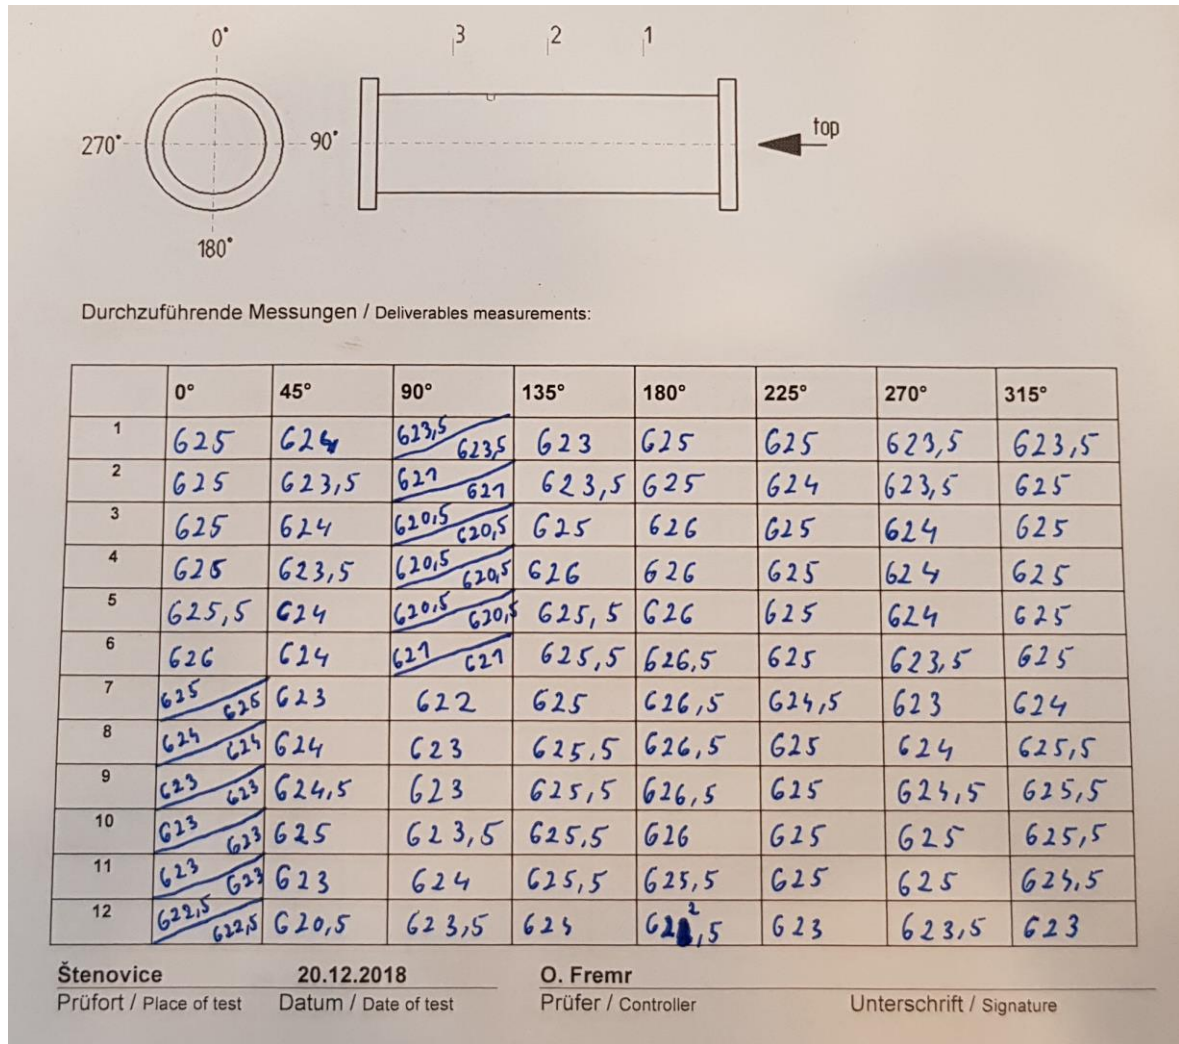 0°
3 2 1
270° 90° top
180°
Durchzuführende Messungen / Deliverables measurements:
0° 45° 90° 135° 180° 225° 270° 315°
1 625 624 623,5 623,5 623 625 625 623,5 623,5
2 625 623,5 621 621 623,5 625 624 623,5 625
3 625 624 620,5 620,5 625 626 625 624 625
4 625 623,5 620,5 620,5 626 626 625 624 625
5 625,5 624 620,5 620,5 625,5 626 625 624 625
6 626 624 621 621 625,5 626,5 625 623,5 625
7 625 625 623 622 625 626,5 624,5 623 624
8 624 624 624 623 625,5 626,5 625 624 625,5
9 623 623 624,5 623 625,5 626,5 625 624,5 625,5
10 623 623 625 623,5 625,5 626 625 625 625,5
11 623 623 623 624 625,5 625,5 625 625 624,5
12 622,5 622,5 620,5 623,5 624 622,5 623 623,5 623
Štenovice 20.12.2018 O. Fremr
Prüfort / Place of test Datum / Date of test Prüfer / Controller Unterschrift / Signature